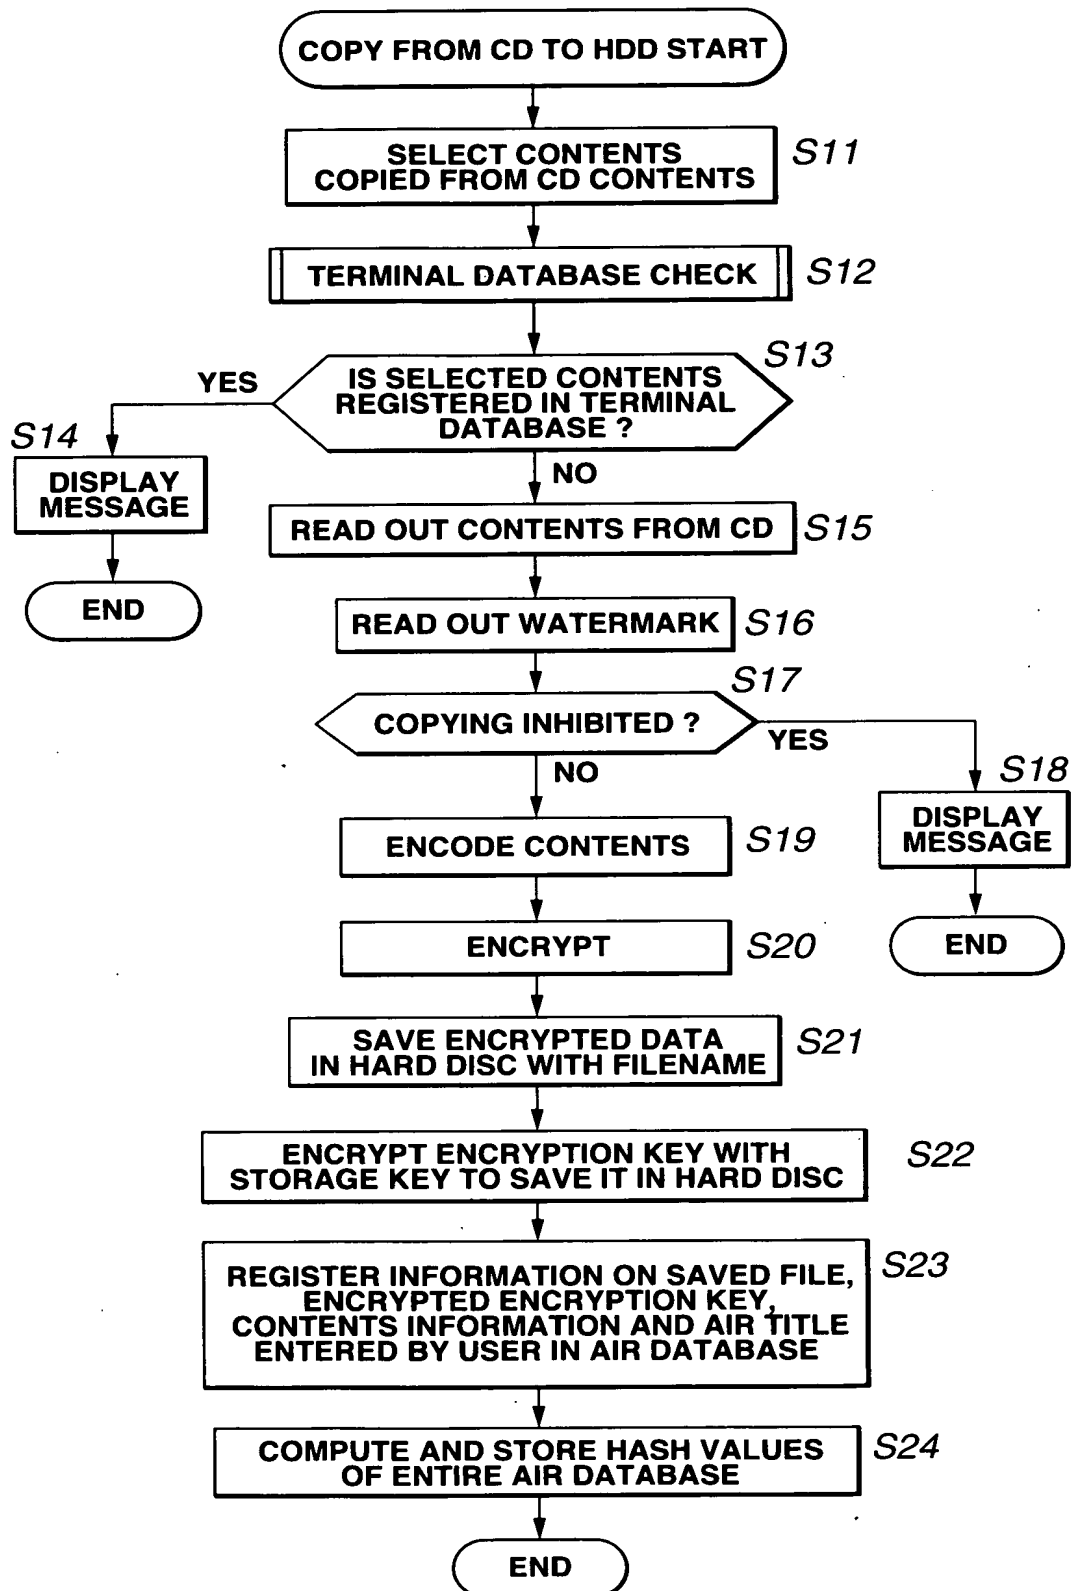 COPY FROM CD TO HDD START
SELECT CONTENTS
COPIED FROM CD CONTENTS
S11
TERMINAL DATABASE CHECK
S12
S13
IS SELECTED CONTENTS
REGISTERED IN TERMINAL
DATABASE ?
YES
S14
DISPLAY
MESSAGE
END
NO
READ OUT CONTENTS FROM CD
S15
READ OUT WATERMARK
S16
S17
COPYING INHIBITED ?
YES
S18
DISPLAY
MESSAGE
END
NO
ENCODE CONTENTS
S19
ENCRYPT
S20
SAVE ENCRYPTED DATA
IN HARD DISC WITH FILENAME
S21
ENCRYPT ENCRYPTION KEY WITH
STORAGE KEY TO SAVE IT IN HARD DISC
S22
REGISTER INFORMATION ON SAVED FILE,
ENCRYPTED ENCRYPTION KEY,
CONTENTS INFORMATION AND AIR TITLE
ENTERED BY USER IN AIR DATABASE
S23
COMPUTE AND STORE HASH VALUES
OF ENTIRE AIR DATABASE
S24
END